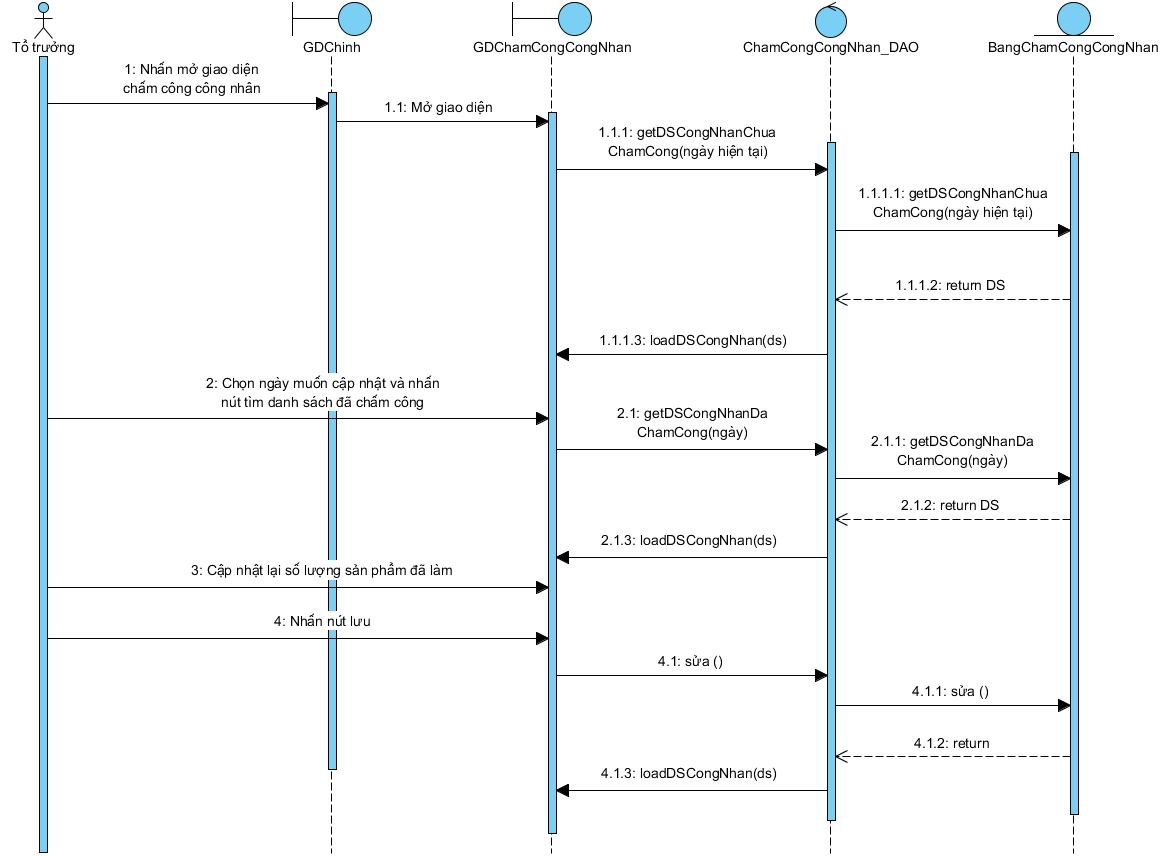 Tổ trưởng
GDChinh
GDChamCongCongNhan
ChamCongCongNhan_DAO
BangChamCongCongNhan
1: Nhấn mở giao diện
chấm công công nhân
1.1: Mở giao diện
1.1.1: getDSCongNhanChua
ChamCong(ngày hiện tại)
1.1.1.1: getDSCongNhanChua
ChamCong(ngày hiện tại)
1.1.1.2: return DS
1.1.1.3: loadDSCongNhan(ds)
2: Chọn ngày muốn cập nhật và nhấn
nút tìm danh sách đã chấm công
2.1: getDSCongNhanDa
ChamCong(ngày)
2.1.1: getDSCongNhanDa
ChamCong(ngày)
2.1.2: return DS
2.1.3: loadDSCongNhan(ds)
3: Cập nhật lại số lượng sản phẩm đã làm
4: Nhấn nút lưu
4.1: sửa ()
4.1.1: sửa ()
4.1.2: return
4.1.3: loadDSCongNhan(ds)